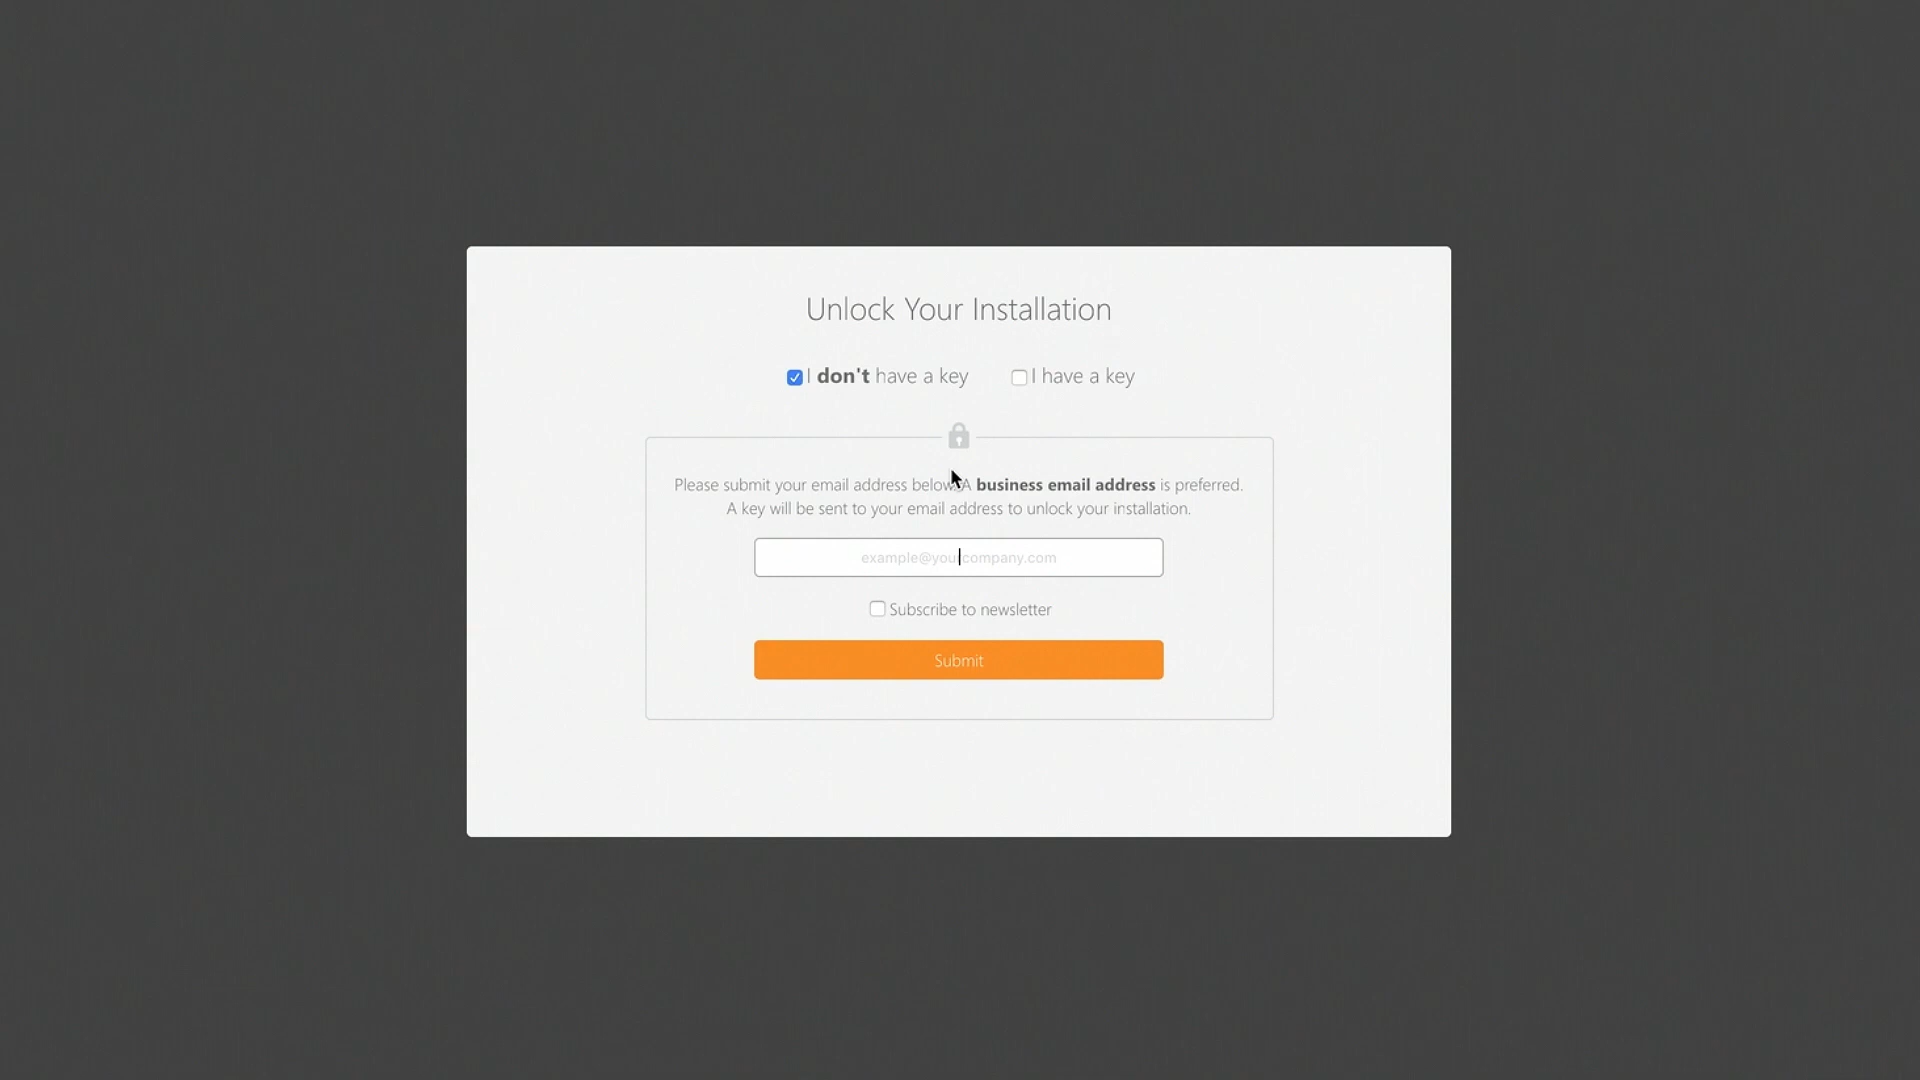 Unlock Your Installation
I don't have a key I have a key
Please submit your email address below. A business email address is preferred.
A key will be sent to your email address to unlock your installation.
example@yourcompany.com
Subscribe to newsletter
Submit